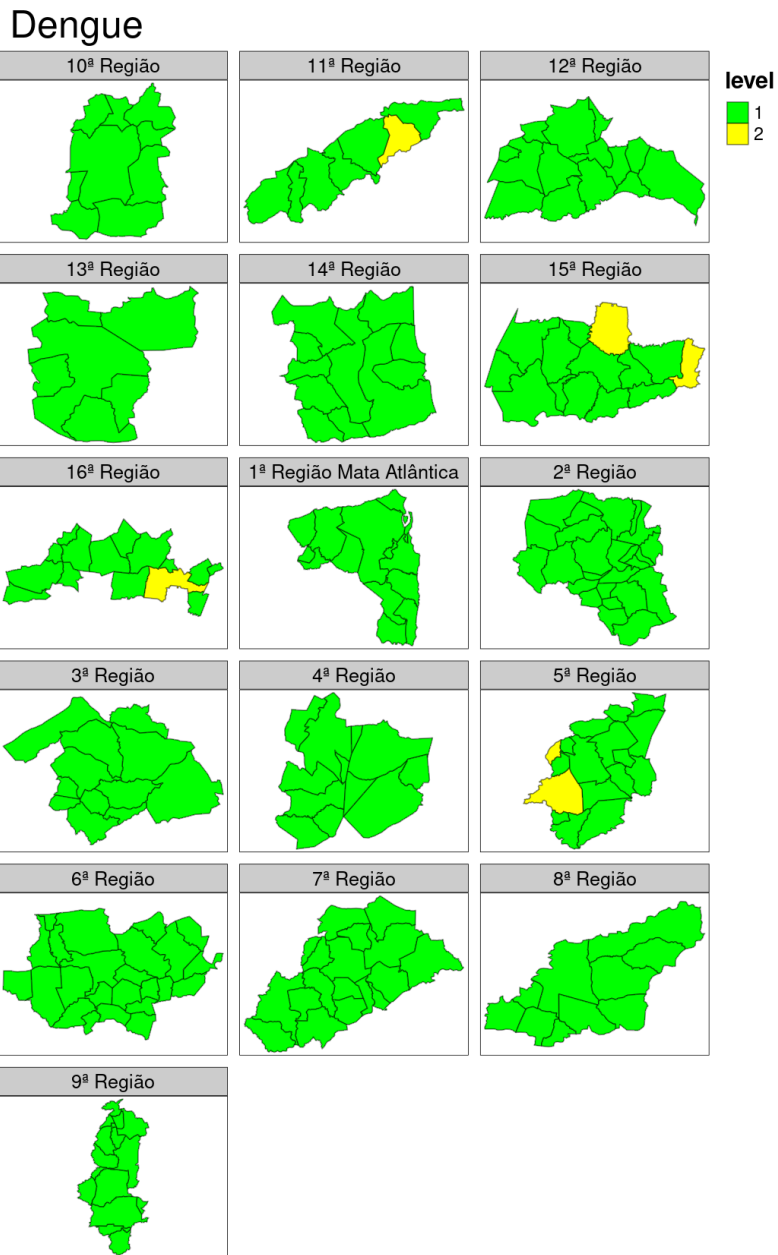 Dengue
10ª Região
11ª Região
12ª Região
level
1
2
13ª Região
14ª Região
15ª Região
16ª Região
1ª Região Mata Atlântica
2ª Região
3ª Região
4ª Região
5ª Região
6ª Região
7ª Região
8ª Região
9ª Região